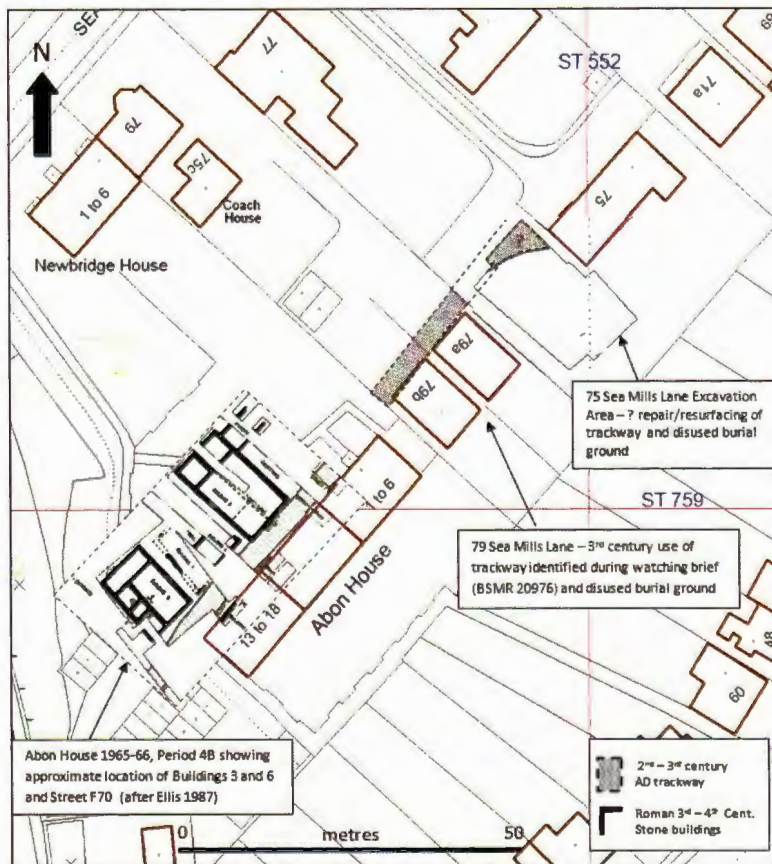 SEA
N
77
ST 552
69
71a
79
75c
75
1 to 6
Coach
House
Newbridge House
79a
79b
75 Sea Mills Lane Excavation
Area – ? repair/resurfacing of
trackway and disused burial
ground
1 to 6
ST 759
79 Sea Mills Lane – 3rd century use of
trackway identified during watching brief
(BSMR 20976) and disused burial ground
Abon House
13 to 18
48
60
Abon House 1965-66, Period 4B showing
approximate location of Buildings 3 and 6
and Street F70 (after Ellis 1987)
2nd – 3rd century
AD trackway
Roman 3rd – 4th Cent.
Stone buildings
0 metres 50